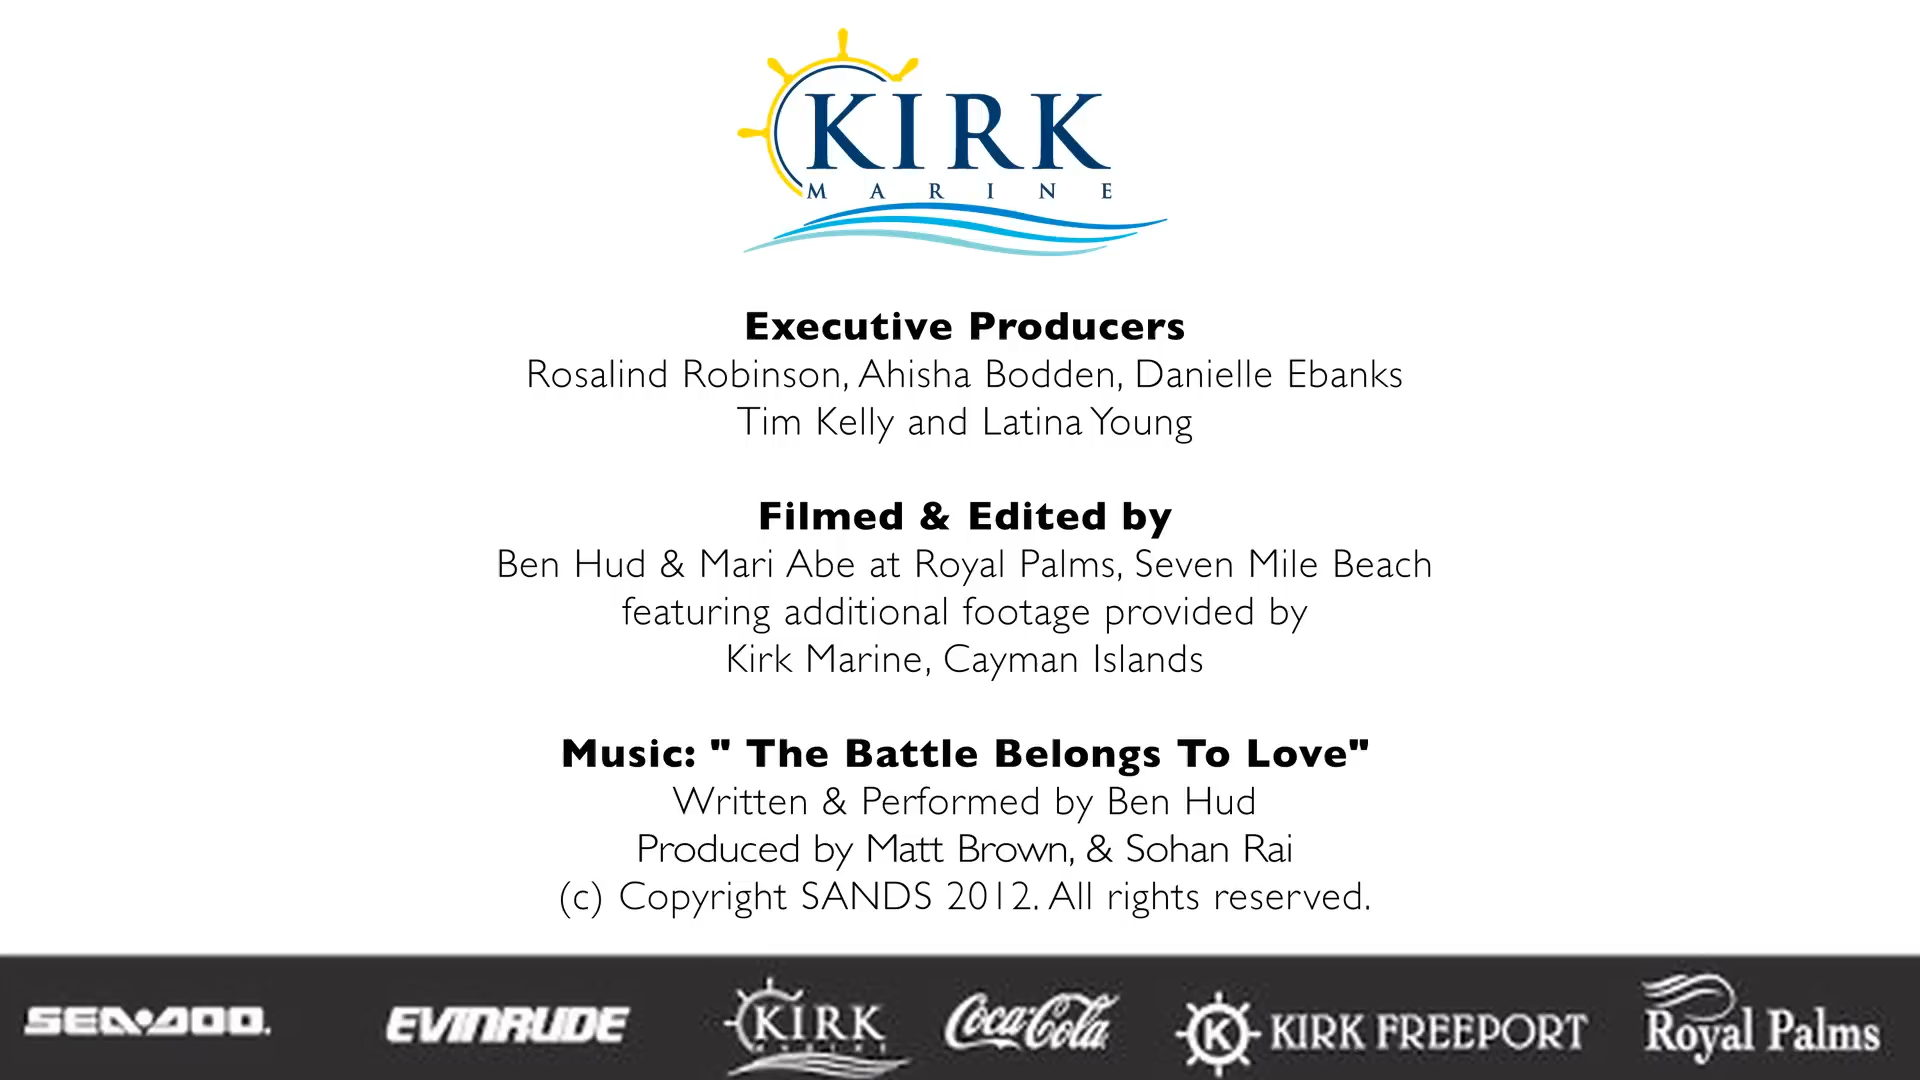 KIRK
MARINE
Executive Producers
Rosalind Robinson, Ahisha Bodden, Danielle Ebanks
Tim Kelly and Latina Young
Filmed & Edited by
Ben Hud & Mari Abe at Royal Palms, Seven Mile Beach
featuring additional footage provided by
Kirk Marine, Cayman Islands
Music: " The Battle Belongs To Love"
Written & Performed by Ben Hud
Produced by Matt Brown, & Sohan Rai
(c) Copyright SANDS 2012. All rights reserved.
SEA-DOO. EVINRUDE KIRK MARINE Coca-Cola K KIRK FREEPORT Royal Palms